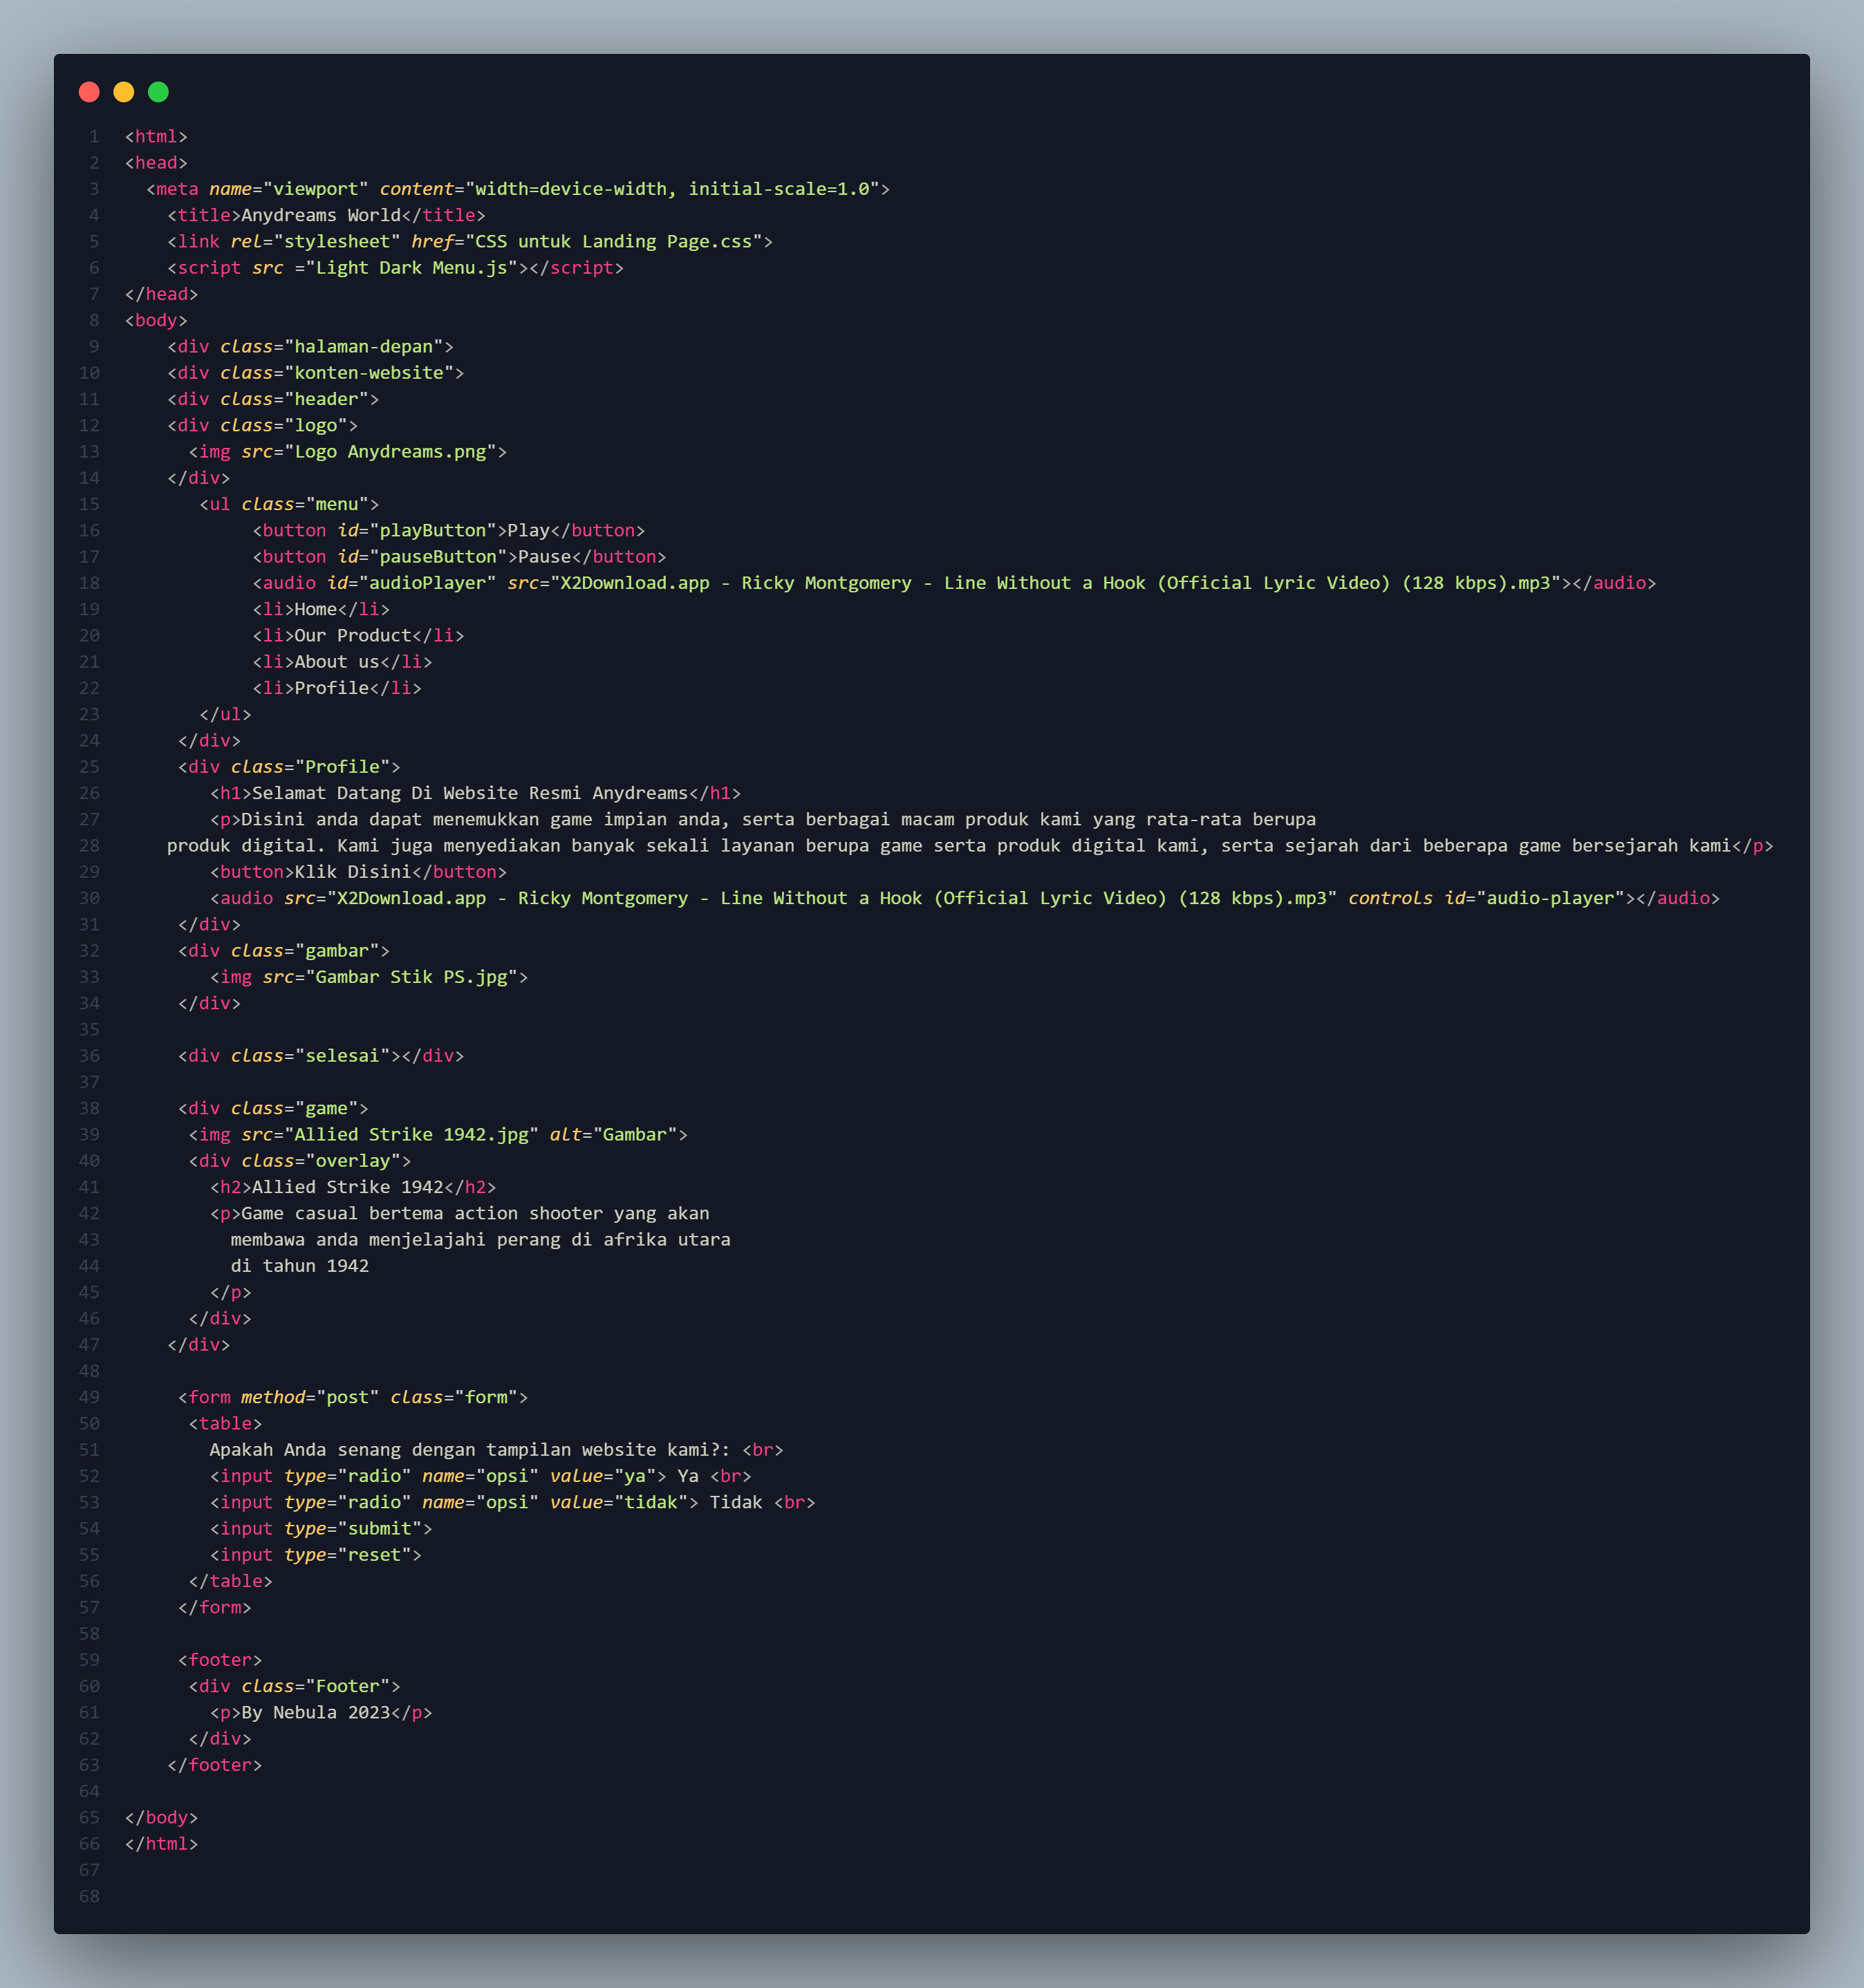 1 <html>
2 <head>
3   <meta name="viewport" content="width=device-width, initial-scale=1.0">
4     <title>Anydreams World</title>
5     <link rel="stylesheet" href="CSS untuk Landing Page.css">
6     <script src ="Light Dark Menu.js"></script>
7 </head>
8 <body>
9     <div class="halaman-depan">
10     <div class="konten-website">
11     <div class="header">
12     <div class="logo">
13       <img src="Logo Anydreams.png">
14     </div>
15        <ul class="menu">
16             <button id="playButton">Play</button>
17             <button id="pauseButton">Pause</button>
18             <audio id="audioPlayer" src="X2Download.app - Ricky Montgomery - Line Without a Hook (Official Lyric Video) (128 kbps).mp3"></audio>
19             <li>Home</li>
20             <li>Our Product</li>
21             <li>About us</li>
22             <li>Profile</li>
23        </ul>
24      </div>
25      <div class="Profile">
26         <h1>Selamat Datang Di Website Resmi Anydreams</h1>
27         <p>Disini anda dapat menemukkan game impian anda, serta berbagai macam produk kami yang rata-rata berupa
28     produk digital. Kami juga menyediakan banyak sekali layanan berupa game serta produk digital kami, serta sejarah dari beberapa game bersejarah kami</p>
29         <button>Klik Disini</button>
30         <audio src="X2Download.app - Ricky Montgomery - Line Without a Hook (Official Lyric Video) (128 kbps).mp3" controls id="audio-player"></audio>
31      </div>
32      <div class="gambar">
33         <img src="Gambar Stik PS.jpg">
34      </div>
35
36      <div class="selesai"></div>
37
38      <div class="game">
39       <img src="Allied Strike 1942.jpg" alt="Gambar">
40       <div class="overlay">
41         <h2>Allied Strike 1942</h2>
42         <p>Game casual bertema action shooter yang akan
43           membawa anda menjelajahi perang di afrika utara
44           di tahun 1942
45         </p>
46       </div>
47     </div>
48
49      <form method="post" class="form">
50       <table>
51         Apakah Anda senang dengan tampilan website kami?: <br>
52         <input type="radio" name="opsi" value="ya"> Ya <br>
53         <input type="radio" name="opsi" value="tidak"> Tidak <br>
54         <input type="submit">
55         <input type="reset">
56       </table>
57      </form>
58
59      <footer>
60       <div class="Footer">
61         <p>By Nebula 2023</p>
62       </div>
63     </footer>
64
65 </body>
66 </html>
67
68